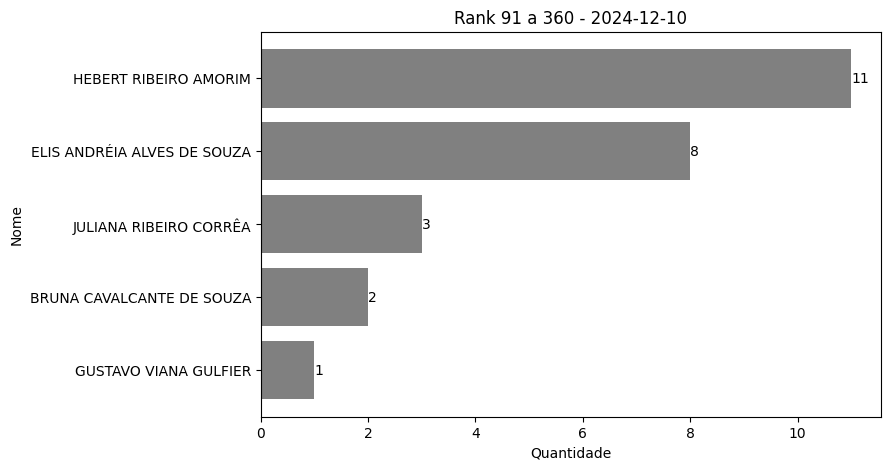 Rank 91 a 360 - 2024-12-10
Nome
HEBERT RIBEIRO AMORIM
11
ELIS ANDRÉIA ALVES DE SOUZA
8
JULIANA RIBEIRO CORRÊA
3
BRUNA CAVALCANTE DE SOUZA
2
GUSTAVO VIANA GULFIER
1
0 2 4 6 8 10
Quantidade